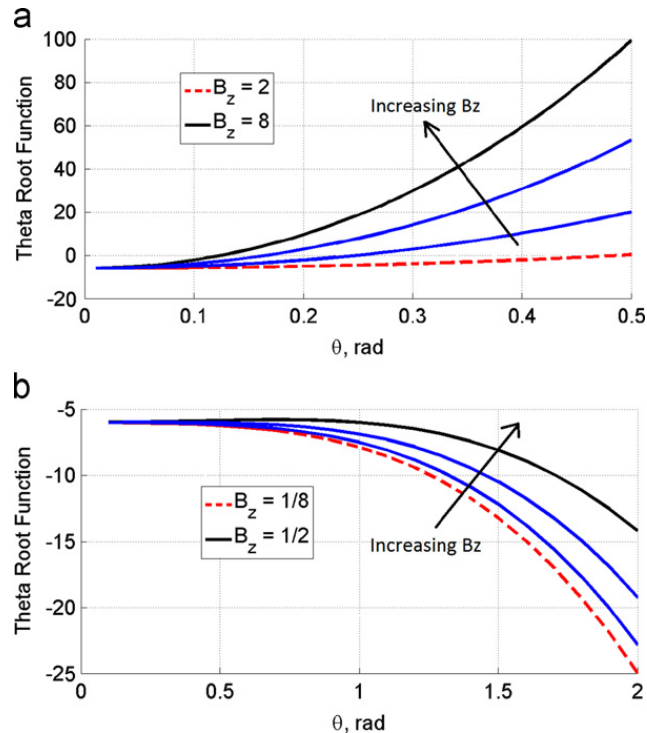 a
100
80
60
40
20
0
-20
Theta Root Function
B_z = 2
B_z = 8
Increasing Bz
0 0.1 0.2 0.3 0.4 0.5
θ, rad
b
-5
-10
-15
-20
-25
Theta Root Function
B_z = 1/8
B_z = 1/2
Increasing Bz
0 0.5 1 1.5 2
θ, rad